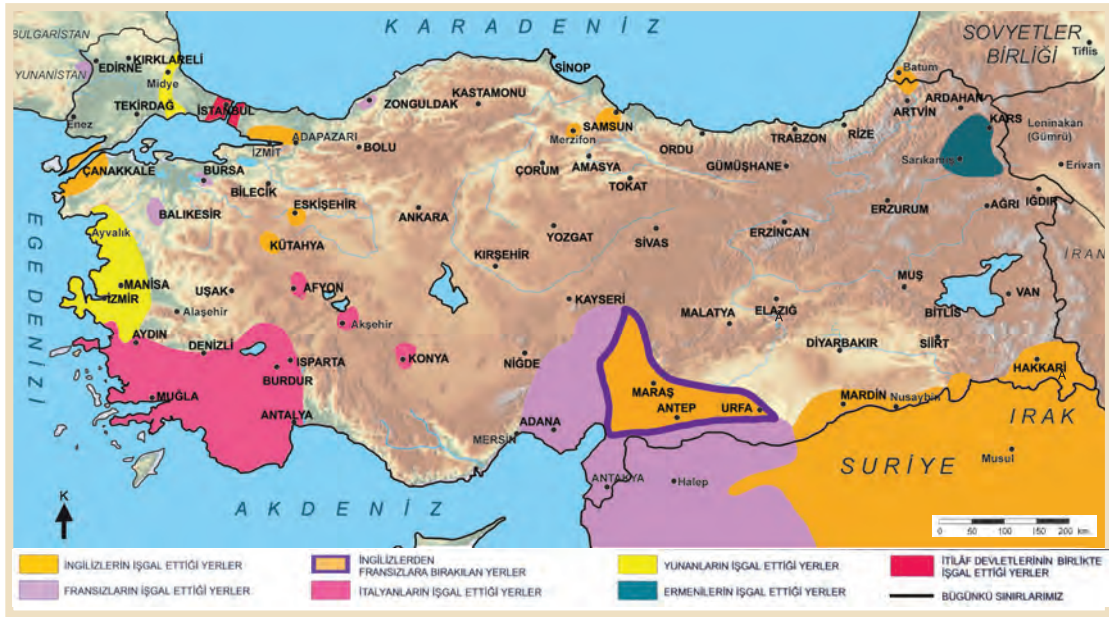 KARADENİZ
BULGARİSTAN
SOVYETLER
BİRLİĞİ
Tiflis
KIRKLARELİ
EDİRNE
YUNANİSTAN
Midye
SİNOP
Batum
TEKİRDAĞ
İSTANBUL
ZONGULDAK
KASTAMONU
Enez
SAMSUN
ARDAHAN
ARTVİN
KARS
Leninakan
(Gümrü)
ADAPAZARI
İZMİT
BOLU
Merzifon
ORDU
TRABZON
RİZE
ÇANAKKALE
BURSA
BİLECİK
ÇORUM
AMASYA
TOKAT
GÜMÜŞHANE
Sarıkamış
Erivan
BALIKESİR
ESKİŞEHİR
ANKARA
ERZURUM
AĞRI
IĞDIR
EGE DENİZİ
Ayvalık
KÜTAHYA
YOZGAT
SİVAS
ERZİNCAN
KIRŞEHİR
İRAN
MANİSA
İZMİR
UŞAK
AFYON
Alaşehir
Akşehir
KAYSERİ
MALATYA
ELAZIĞ
A
MUŞ
VAN
BİTLİS
AYDIN
DENİZLİ
ISPARTA
BURDUR
KONYA
NİĞDE
DİYARBAKIR
SİİRT
HAKKARİ
A
MUĞLA
ANTALYA
MARAŞ
ANTEP
URFA
MARDİN
Nusaybin
IRAK
MERSİN
ADANA
ANTAKYA
Halep
SURİYE
Musul
AKDENİZ
K
0 50 100 150 200 km.
İNGİLİZLERİN İŞGAL ETTİĞİ YERLER
İNGİLİZLERDEN
FRANSIZLARA BIRAKILAN YERLER
YUNANLARIN İŞGAL ETTİĞİ YERLER
İTİLÂF DEVLETLERİNİN BİRLİKTE
İŞGAL ETTİĞİ YERLER
FRANSIZLARIN İŞGAL ETTİĞİ YERLER
İTALYANLARIN İŞGAL ETTİĞİ YERLER
ERMENİLERİN İŞGAL ETTİĞİ YERLER
BÜGÜNKÜ SINIRLARIMIZ